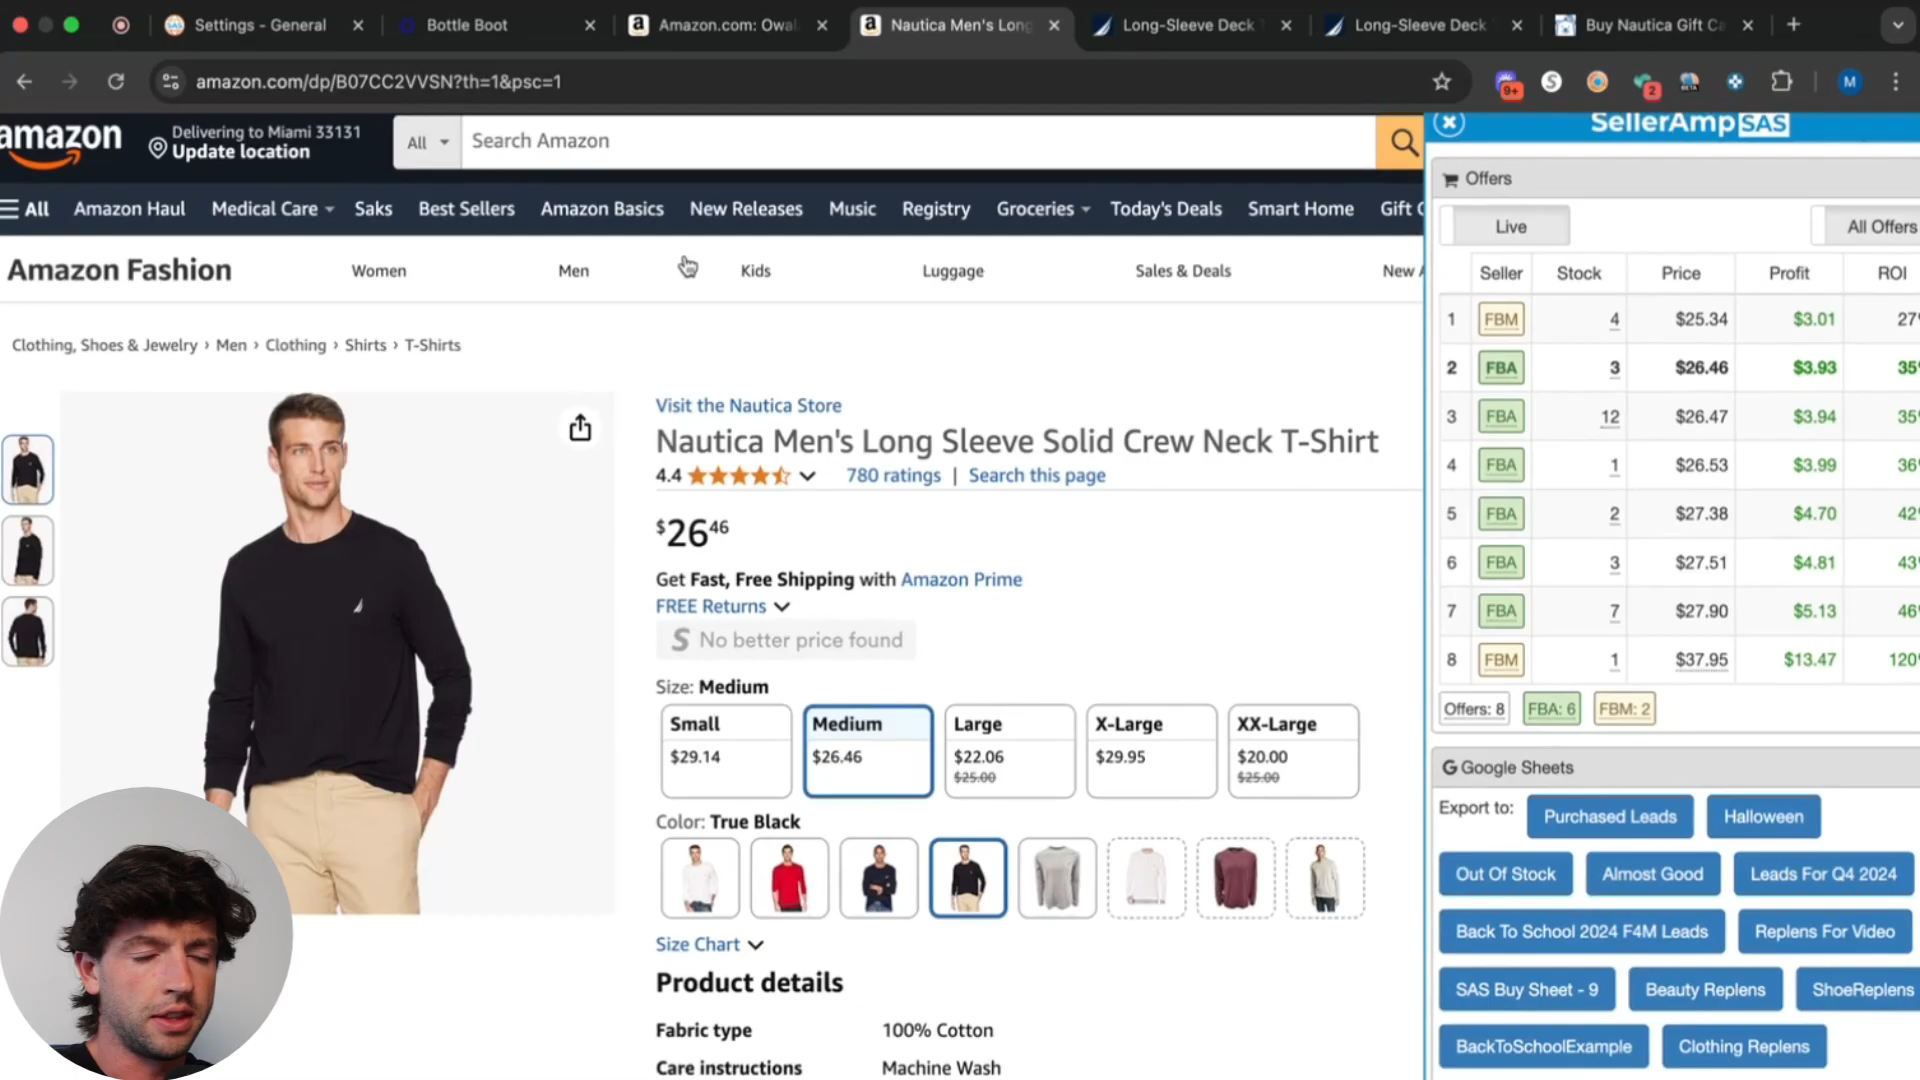 Settings - General
Bottle Boot
Amazon.com: Owal
Nautica Men's Long
Long-Sleeve Deck
Long-Sleeve Deck
Buy Nautica Gift Ca
amazon.com/dp/B07CC2VVSN?th=1&psc=1
9+
2
BETA
M
amazon
Delivering to Miami 33131
Update location
All
Search Amazon
All
Amazon Haul
Medical Care
Saks
Best Sellers
Amazon Basics
New Releases
Music
Registry
Groceries
Today's Deals
Smart Home
Gift C
Amazon Fashion
Women
Men
Kids
Luggage
Sales & Deals
New A
Clothing, Shoes & Jewelry › Men › Clothing › Shirts › T-Shirts
Visit the Nautica Store
Nautica Men's Long Sleeve Solid Crew Neck T-Shirt
4.4
780 ratings | Search this page
$26 46
Get Fast, Free Shipping with Amazon Prime
FREE Returns
No better price found
Size: Medium
Small
$29.14
Medium
$26.46
Large
$22.06
$25.00
X-Large
$29.95
XX-Large
$20.00
$25.00
Color: True Black
Size Chart
Product details
Fabric type 100% Cotton
Care instructions Machine Wash
SellerAmp SAS
Offers
Live
All Offers
Seller Stock Price Profit ROI
1 FBM 4 $25.34 $3.01 27%
2 FBA 3 $26.46 $3.93 35%
3 FBA 12 $26.47 $3.94 35%
4 FBA 1 $26.53 $3.99 36%
5 FBA 2 $27.38 $4.70 42%
6 FBA 3 $27.51 $4.81 43%
7 FBA 7 $27.90 $5.13 46%
8 FBM 1 $37.95 $13.47 120%
Offers: 8
FBA: 6
FBM: 2
Google Sheets
Export to:
Purchased Leads
Halloween
Out Of Stock
Almost Good
Leads For Q4 2024
Back To School 2024 F4M Leads
Replens For Video
SAS Buy Sheet - 9
Beauty Replens
ShoeReplens
BackToSchoolExample
Clothing Replens